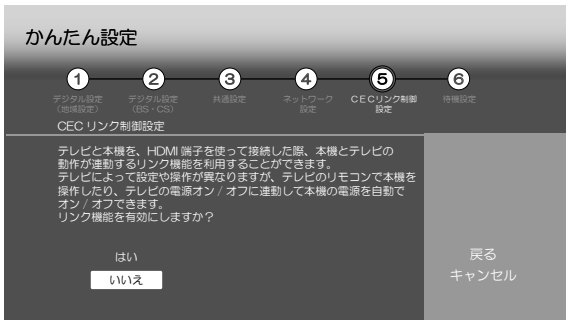 かんたん設定
1 2 3 4 5 6
デジタル設定 デジタル設定 共通設定 ネットワーク CECリンク制御 待機設定
(地域設定) (BS・CS) 設定 設定
CEC リンク制御設定
テレビと本機を、HDMI 端子を使って接続した際、本機とテレビの
動作が連動するリンク機能を利用することができます。
テレビによって設定や操作が異なりますが、テレビのリモコンで本機を
操作したり、テレビの電源オン / オフに連動して本機の電源を自動で
オン / オフできます。
リンク機能を有効にしますか？
はい
いいえ
戻る
キャンセル